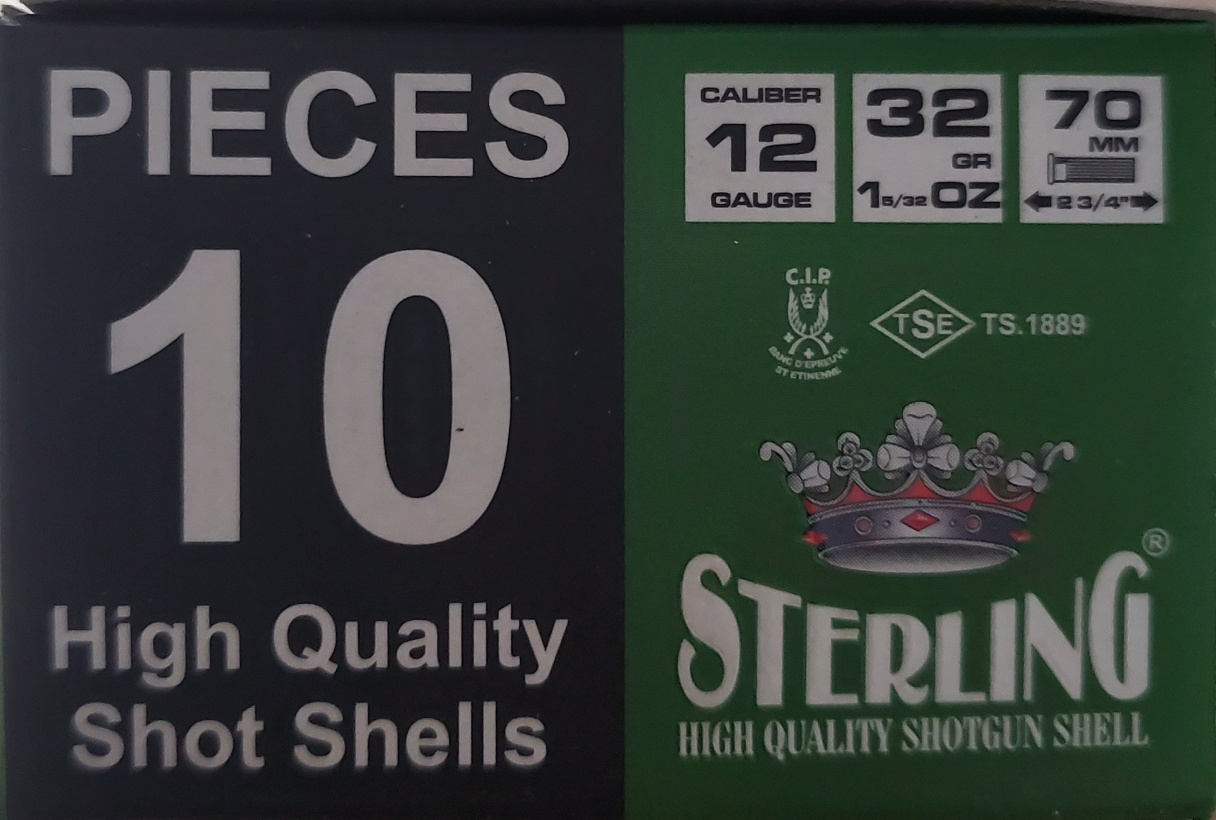 PIECES
10
High Quality
Shot Shells
CALIBER
12
GAUGE
32
GR
1 5/32 OZ
70
MM
2 3/4"
C.I.P.
BANC D'EPREUVE
ST ETINENNE
TSE TS.1889
STERLING®
HIGH QUALITY SHOTGUN SHELL